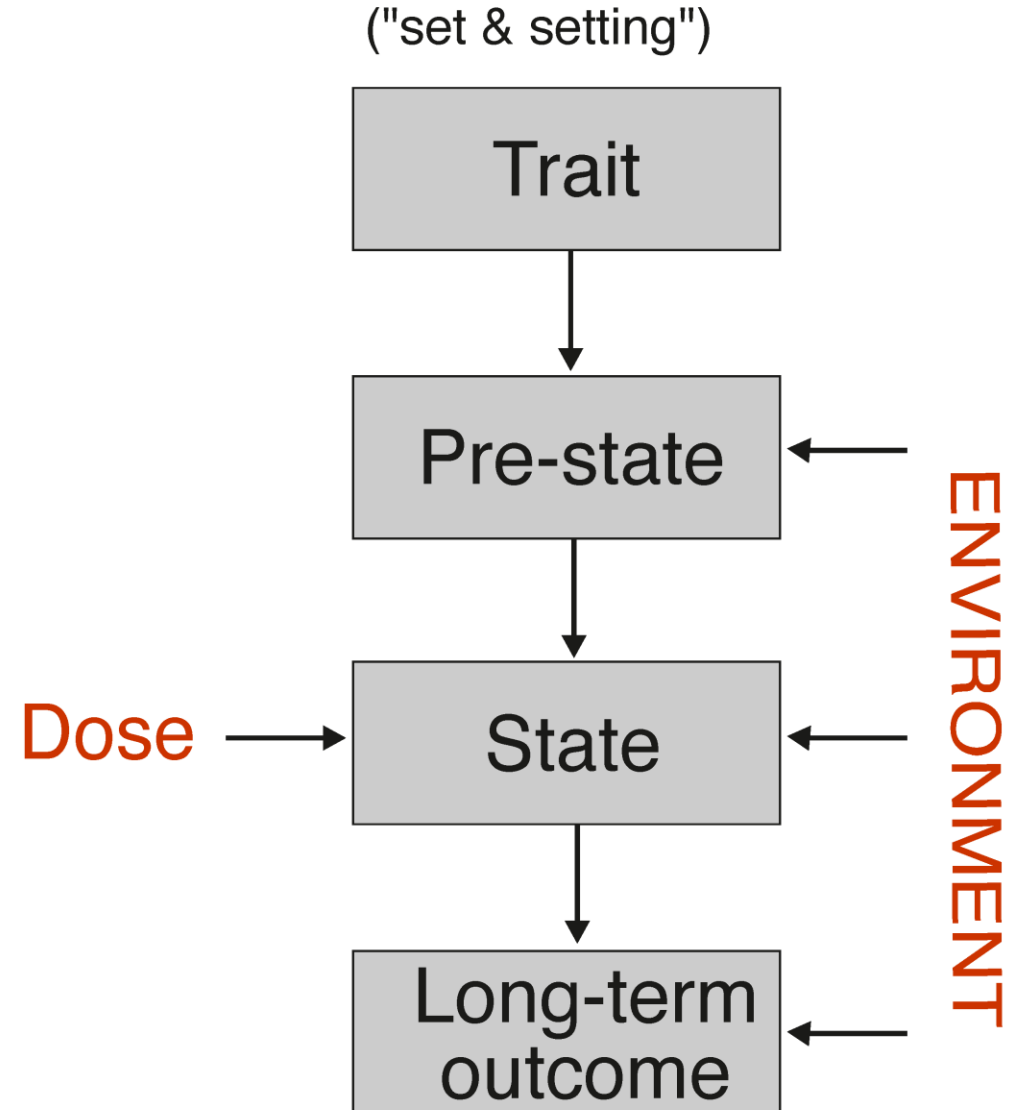 ("set & setting")
Trait
Pre-state
ENVIRONMENT
Dose
State
Long-term
outcome